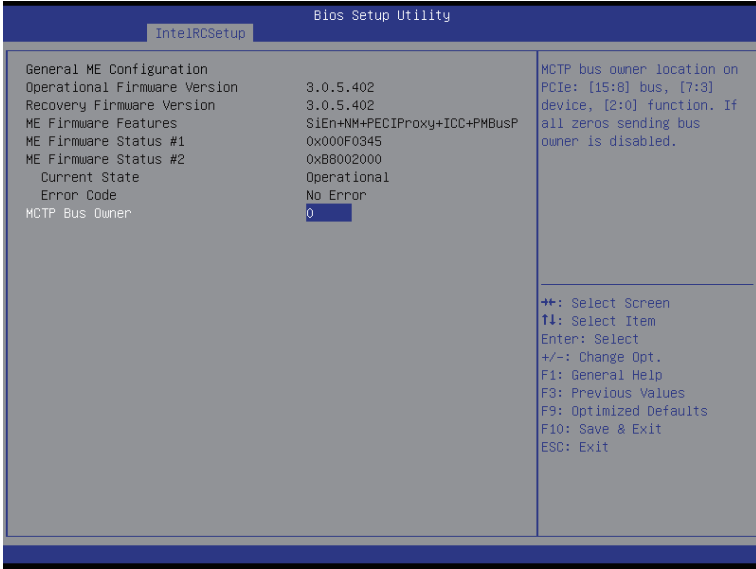 Bios Setup Utility
IntelRCSetup
General ME Configuration
Operational Firmware Version 3.0.5.402
Recovery Firmware Version 3.0.5.402
ME Firmware Features SiEn+NM+PECIProxy+ICC+PMBusP
ME Firmware Status #1 0x000F0345
ME Firmware Status #2 0xB8002000
Current State Operational
Error Code No Error
MCTP Bus Owner 0
MCTP bus owner location on
PCIe: [15:8] bus, [7:3]
device, [2:0] function. If
all zeros sending bus
owner is disabled.
→←: Select Screen
↑↓: Select Item
Enter: Select
+/-: Change Opt.
F1: General Help
F3: Previous Values
F9: Optimized Defaults
F10: Save & Exit
ESC: Exit